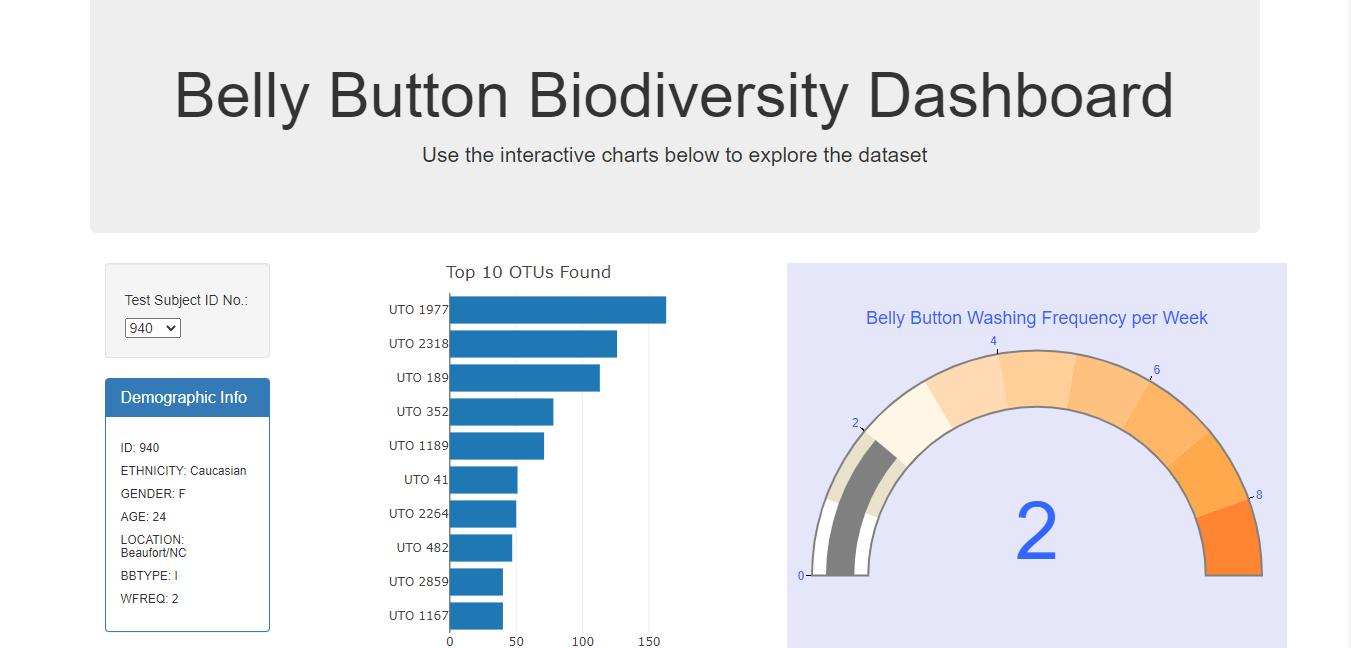 Belly Button Biodiversity Dashboard
Use the interactive charts below to explore the dataset
Test Subject ID No.:
940
Demographic Info
ID: 940
ETHNICITY: Caucasian
GENDER: F
AGE: 24
LOCATION:
Beaufort/NC
BBTYPE: I
WFREQ: 2
Top 10 OTUs Found
UTO 1977
UTO 2318
UTO 189
UTO 352
UTO 1189
UTO 41
UTO 2264
UTO 482
UTO 2859
UTO 1167
0 50 100 150
Belly Button Washing Frequency per Week
0
2
4
6
8
2